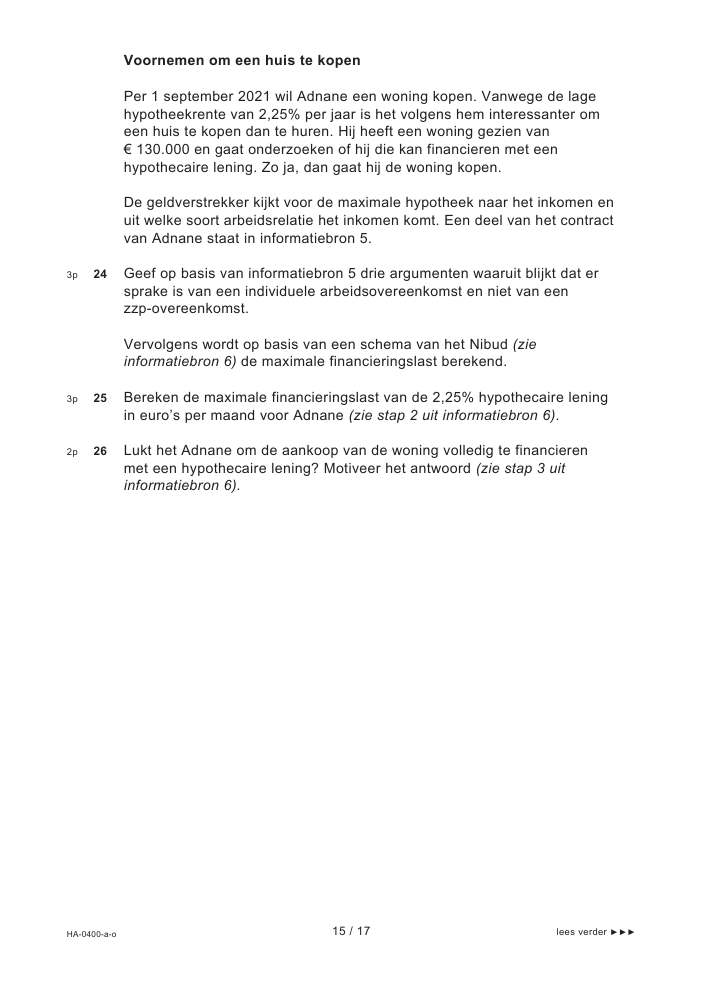 Voornemen om een huis te kopen
Per 1 september 2021 wil Adnane een woning kopen. Vanwege de lage
hypotheekrente van 2,25% per jaar is het volgens hem interessanter om
een huis te kopen dan te huren. Hij heeft een woning gezien van
€ 130.000 en gaat onderzoeken of hij die kan financieren met een
hypothecaire lening. Zo ja, dan gaat hij de woning kopen.
De geldverstrekker kijkt voor de maximale hypotheek naar het inkomen en
uit welke soort arbeidsrelatie het inkomen komt. Een deel van het contract
van Adnane staat in informatiebron 5.
3p 24 Geef op basis van informatiebron 5 drie argumenten waaruit blijkt dat er
sprake is van een individuele arbeidsovereenkomst en niet van een
zzp-overeenkomst.
Vervolgens wordt op basis van een schema van het Nibud (zie
informatiebron 6) de maximale financieringslast berekend.
3p 25 Bereken de maximale financieringslast van de 2,25% hypothecaire lening
in euro's per maand voor Adnane (zie stap 2 uit informatiebron 6).
2p 26 Lukt het Adnane om de aankoop van de woning volledig te financieren
met een hypothecaire lening? Motiveer het antwoord (zie stap 3 uit
informatiebron 6).
HA-0400-a-o 15 / 17 lees verder ►►►